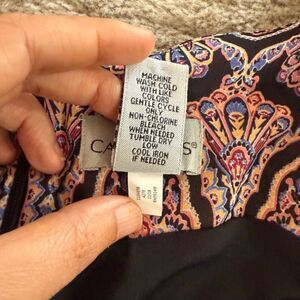 MACHINE
WASH COLD
WITH LIKE
COLORS
GENTLE CYCLE
ONLY
NON-CHLORINE
BLEACH
WHEN NEEDED
TUMBLE DRY
LOW
COOL IRON
IF NEEDED